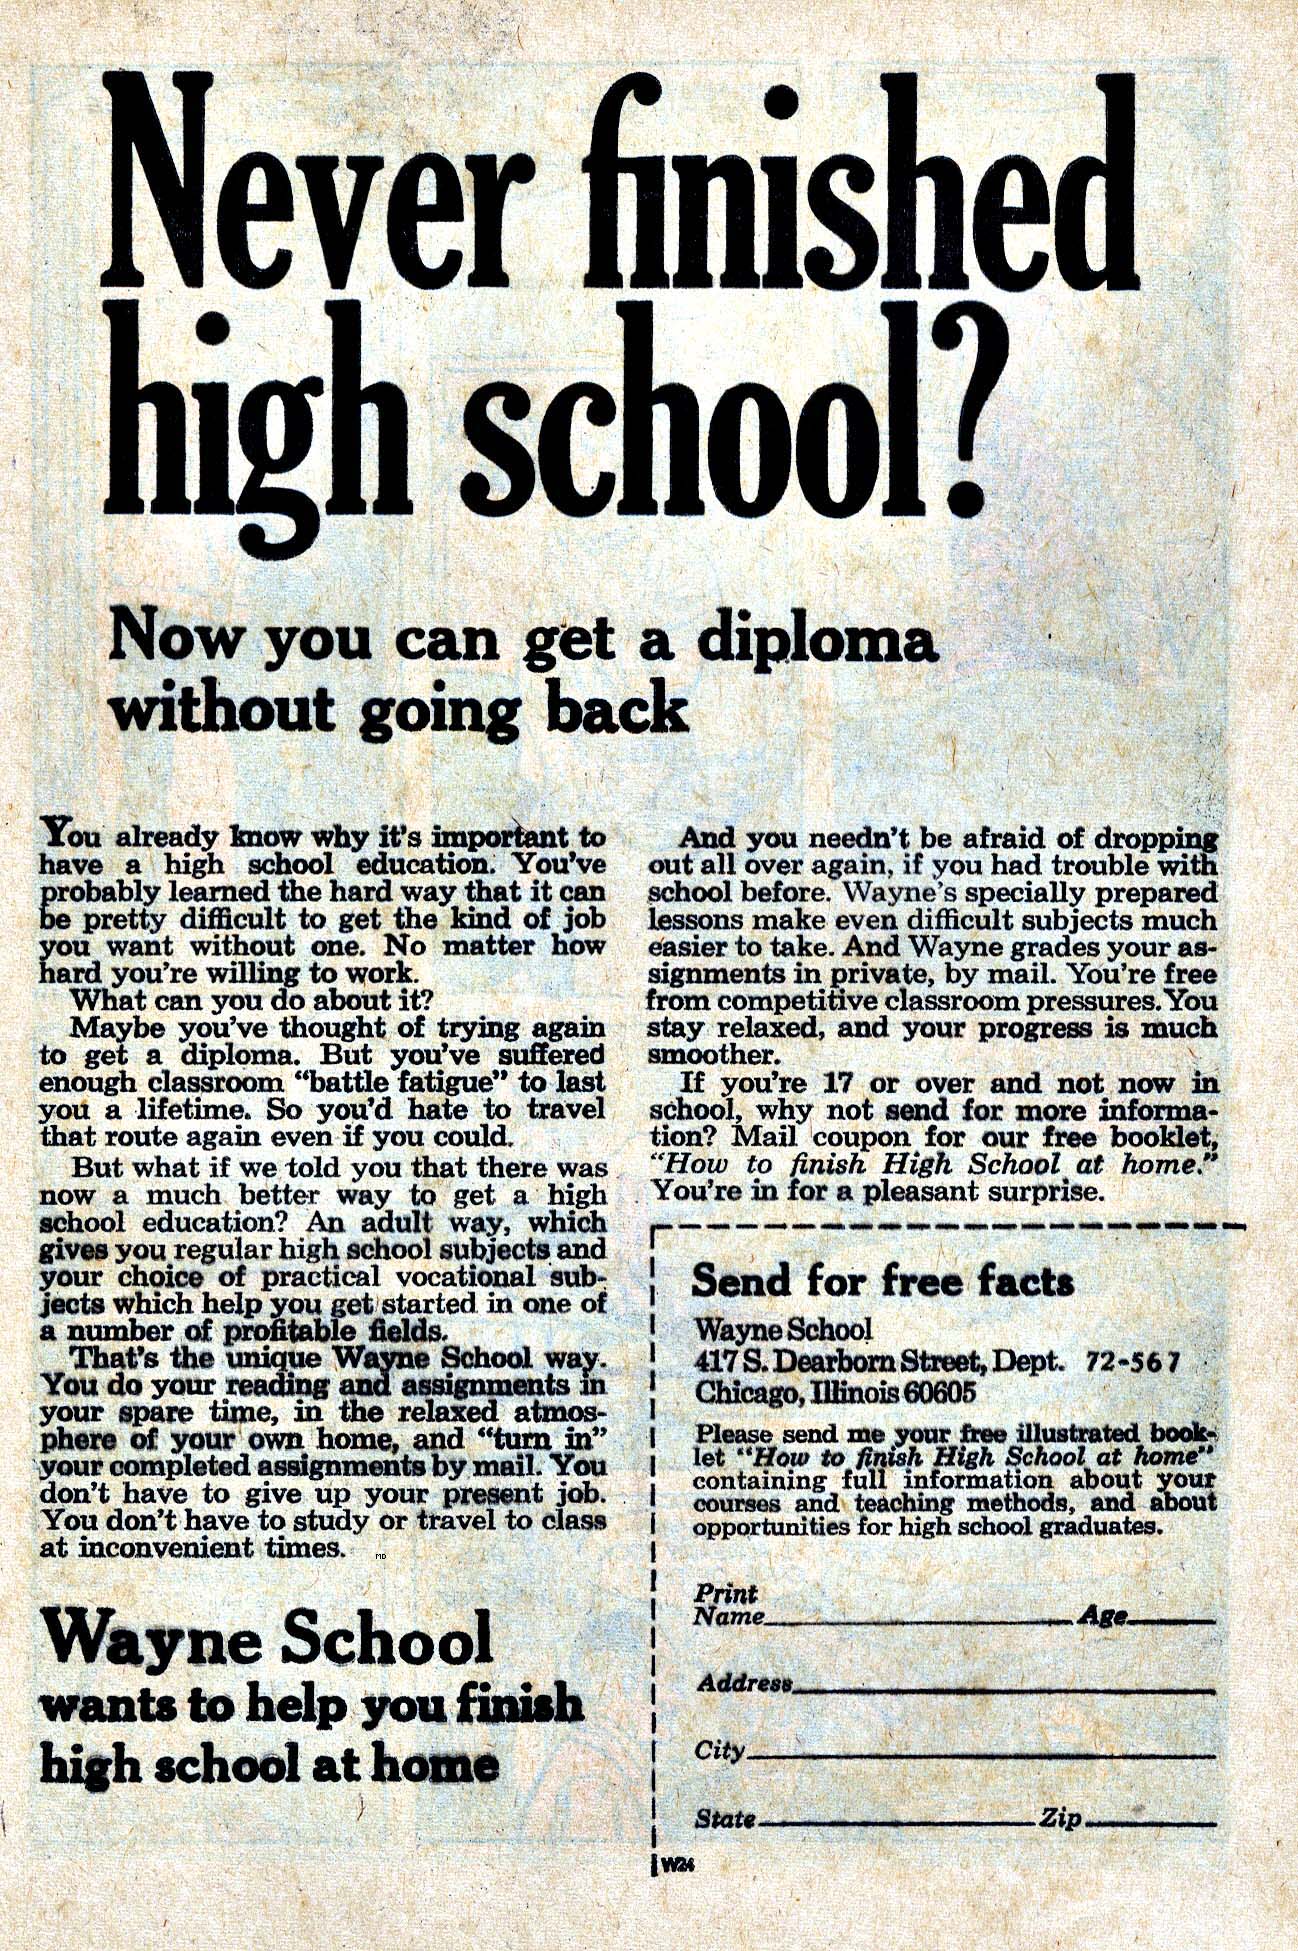 Never finished
high school?
Now you can get a diploma
without going back
You already know why it's important to
have a high school education. You've
probably learned the hard way that it can
be pretty difficult to get the kind of job
you want without one. No matter how
hard you're willing to work.
What can you do about it?
Maybe you've thought of trying again
to get a diploma. But you've suffered
enough classroom "battle fatigue" to last
you a lifetime. So you'd hate to travel
that route again even if you could.
But what if we told you that there was
now a much better way to get a high
school education? An adult way, which
gives you regular high school subjects and
your choice of practical vocational sub-
jects which help you get started in one of
a number of profitable fields.
That's the unique Wayne School way.
You do your reading and assignments in
your spare time, in the relaxed atmos-
phere of your own home, and "turn in"
your completed assignments by mail. You
don't have to give up your present job.
You don't have to study or travel to class
at inconvenient times.
MD
Wayne School
wants to help you finish
high school at home
And you needn't be afraid of dropping
out all over again, if you had trouble with
school before. Wayne's specially prepared
lessons make even difficult subjects much
easier to take. And Wayne grades your as-
signments in private, by mail. You're free
from competitive classroom pressures. You
stay relaxed, and your progress is much
smoother.
If you're 17 or over and not now in
school, why not send for more informa-
tion? Mail coupon for our free booklet,
"How to finish High School at home."
You're in for a pleasant surprise.
Send for free facts
Wayne School
417 S. Dearborn Street, Dept. 72-567
Chicago, Illinois 60605
Please send me your free illustrated book-
let "How to finish High School at home"
containing full information about your
courses and teaching methods, and about
opportunities for high school graduates.
Print
Name Age
Address
City
State Zip
W24